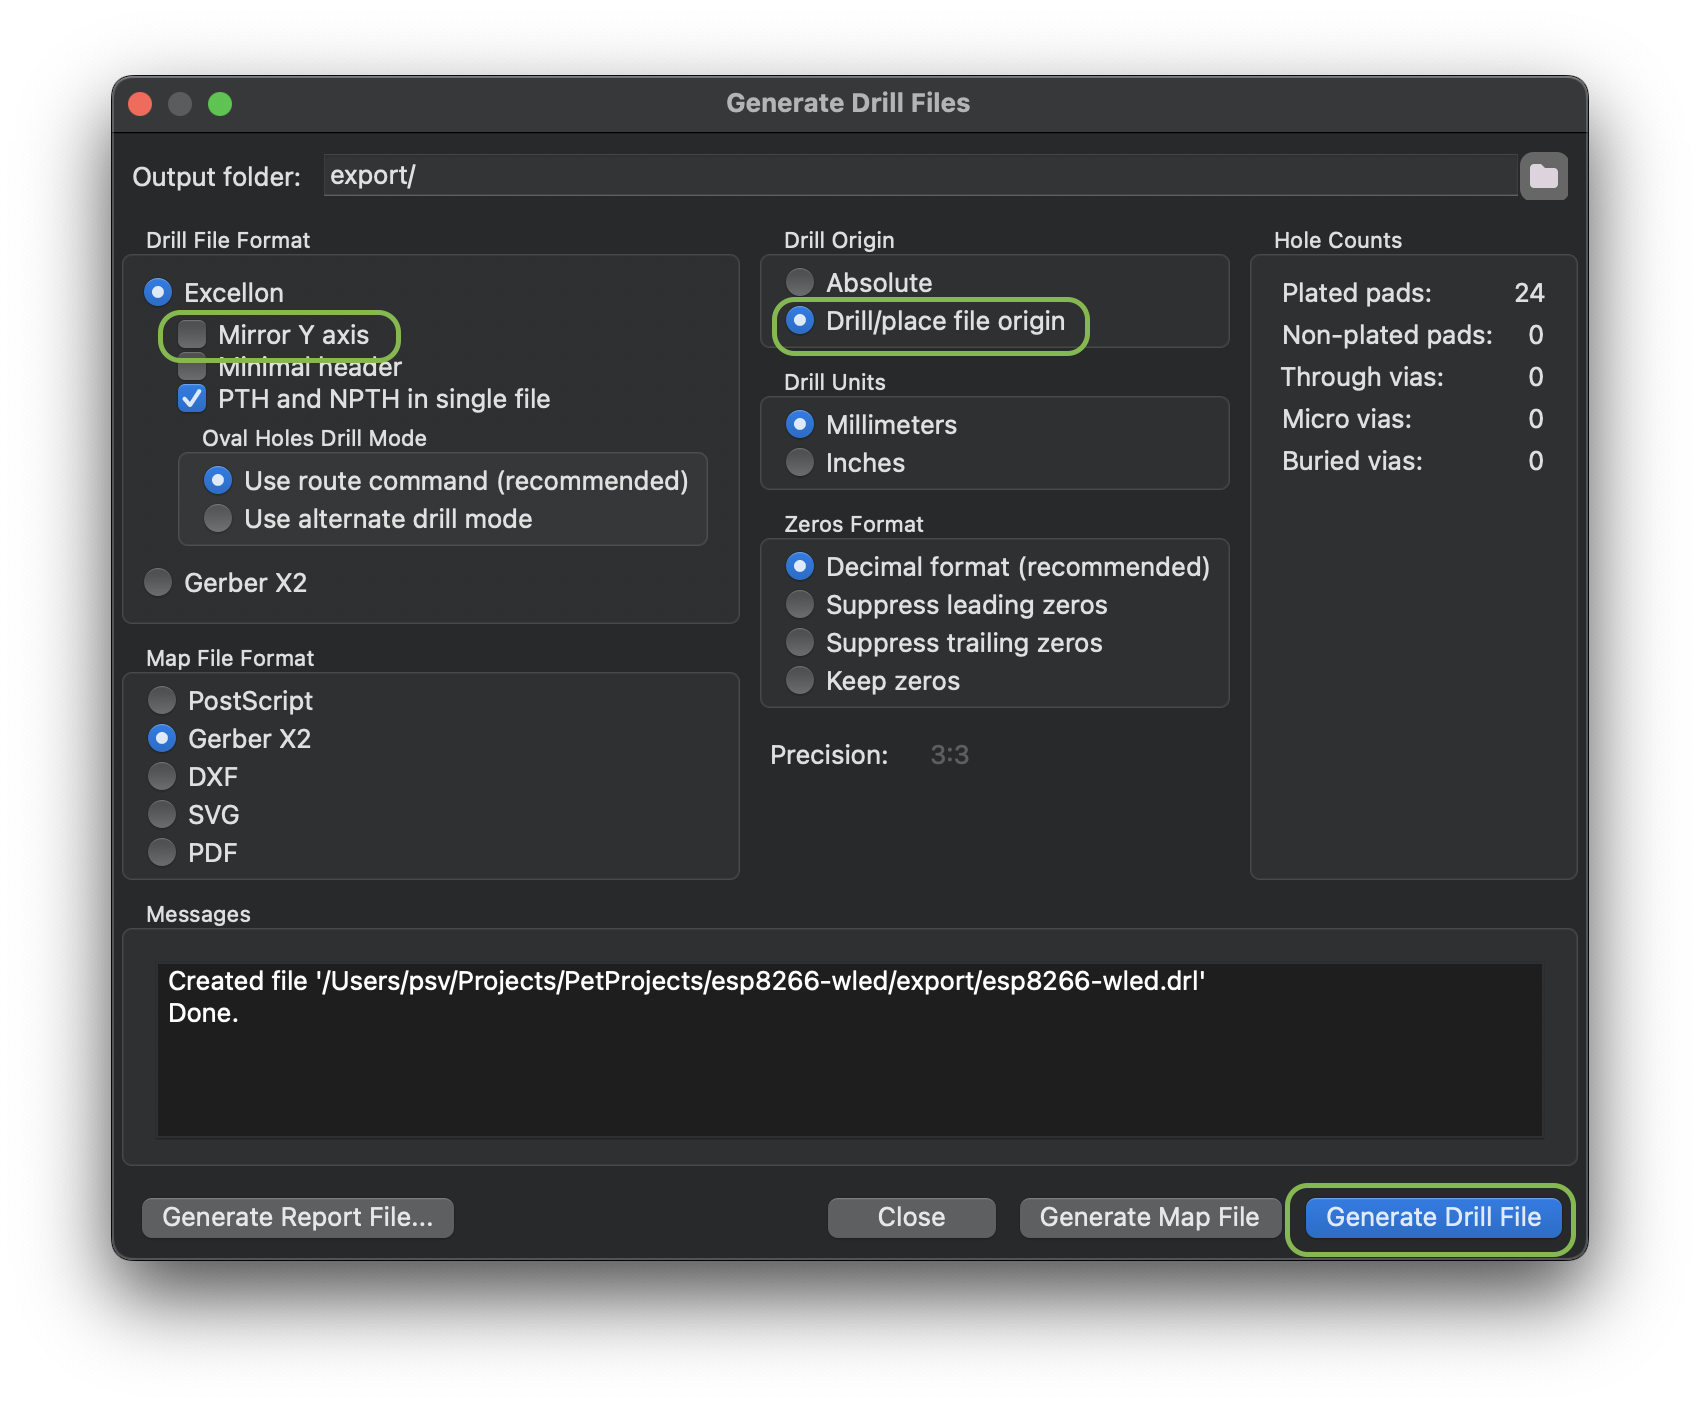 Generate Drill Files
Output folder: export/
Drill File Format
Excellon
Mirror Y axis
Minimal header
PTH and NPTH in single file
Oval Holes Drill Mode
Use route command (recommended)
Use alternate drill mode
Gerber X2
Map File Format
PostScript
Gerber X2
DXF
SVG
PDF
Drill Origin
Absolute
Drill/place file origin
Drill Units
Millimeters
Inches
Zeros Format
Decimal format (recommended)
Suppress leading zeros
Suppress trailing zeros
Keep zeros
Precision: 3:3
Hole Counts
Plated pads: 24
Non-plated pads: 0
Through vias: 0
Micro vias: 0
Buried vias: 0
Messages
Created file '/Users/psv/Projects/PetProjects/esp8266-wled/export/esp8266-wled.drl'
Done.
Generate Report File... Close Generate Map File Generate Drill File